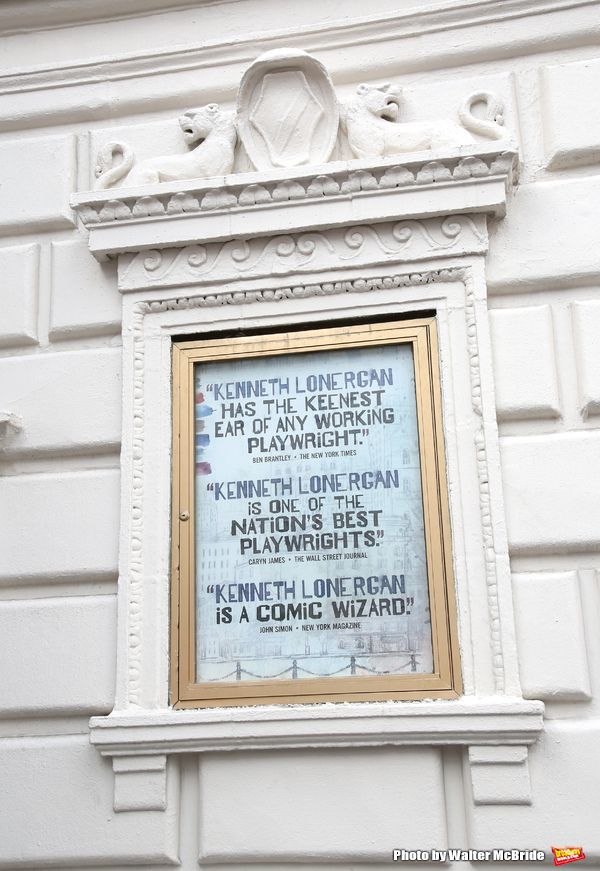 "KENNETH LONERGAN
HAS THE KEENEST
EAR OF ANY WORKING
PLAYWRIGHT."
BEN BRANTLEY • THE NEW YORK TIMES
"KENNETH LONERGAN
iS ONE OF THE
NATiON'S BEST
PLAYWRiGHTS."
CARYN JAMES • THE WALL STREET JOURNAL
"KENNETH LONERGAN
iS A COMiC WiZARD."
JOHN SIMON • NEW YORK MAGAZINE
Photo by Walter McBride